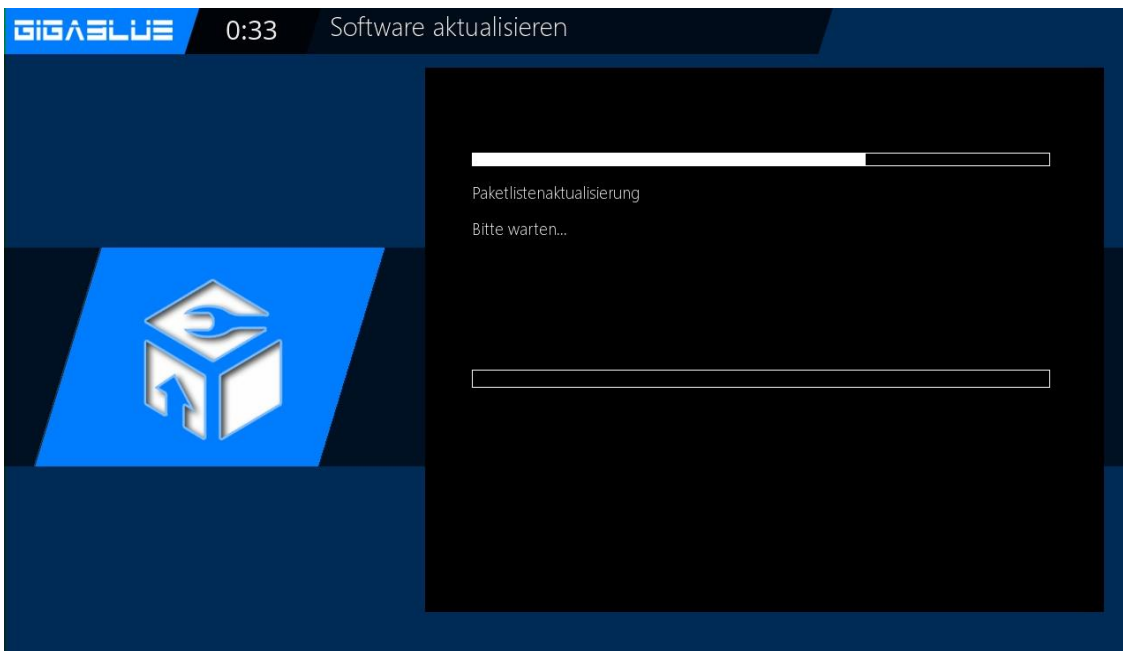 GIGABLUE
0:33
Software aktualisieren
Paketlistenaktualisierung
Bitte warten...